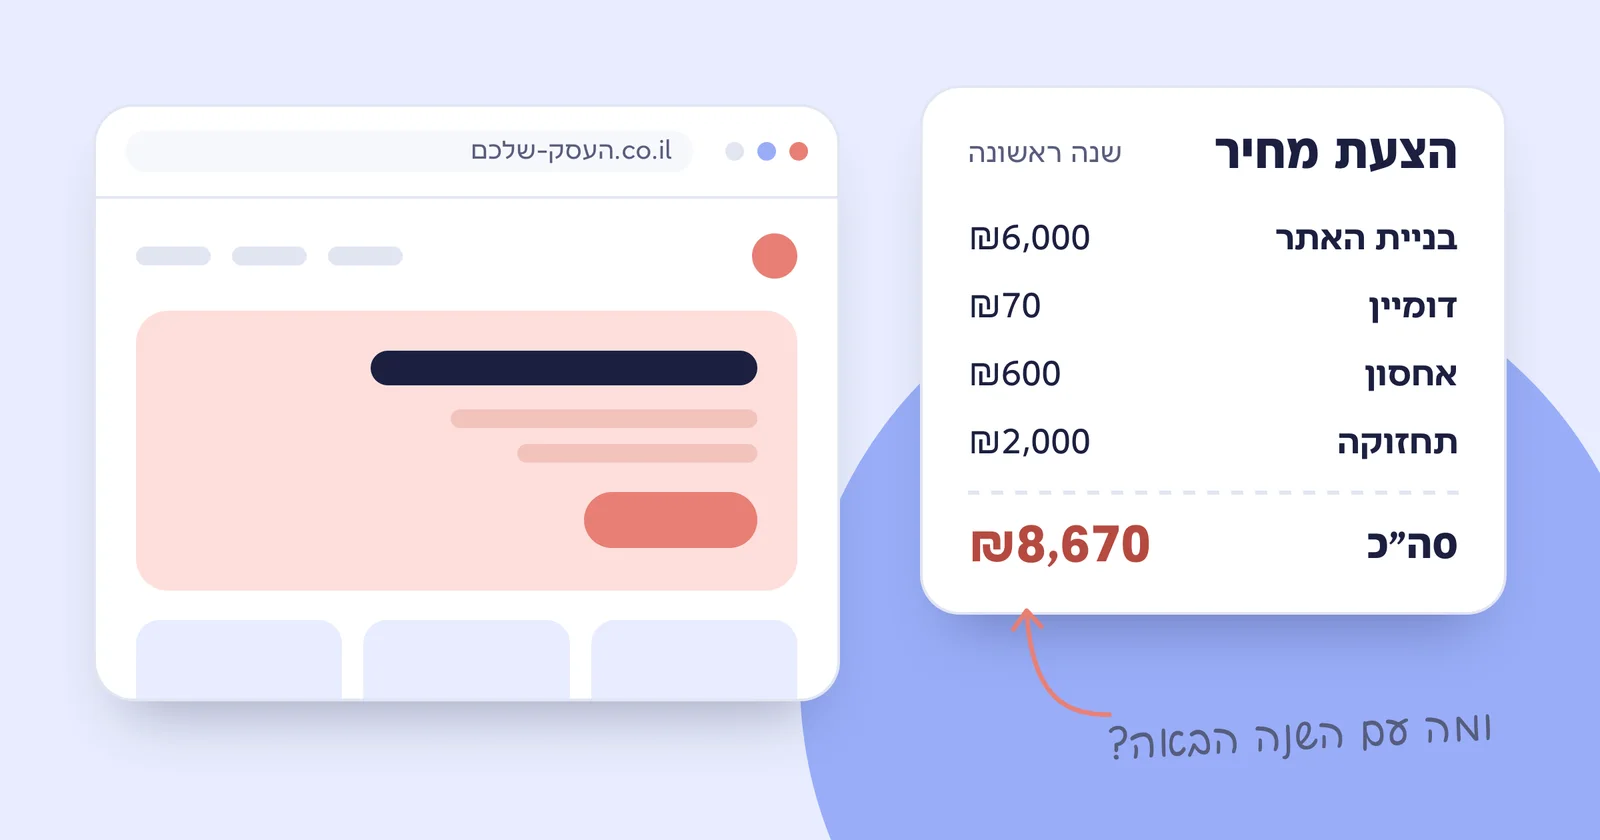 העסק-שלכם.co.il
הצעת מחיר שנה ראשונה
בניית האתר ₪6,000
דומיין ₪70
אחסון ₪600
תחזוקה ₪2,000
סה״כ ₪8,670
ומה עם השנה הבאה?